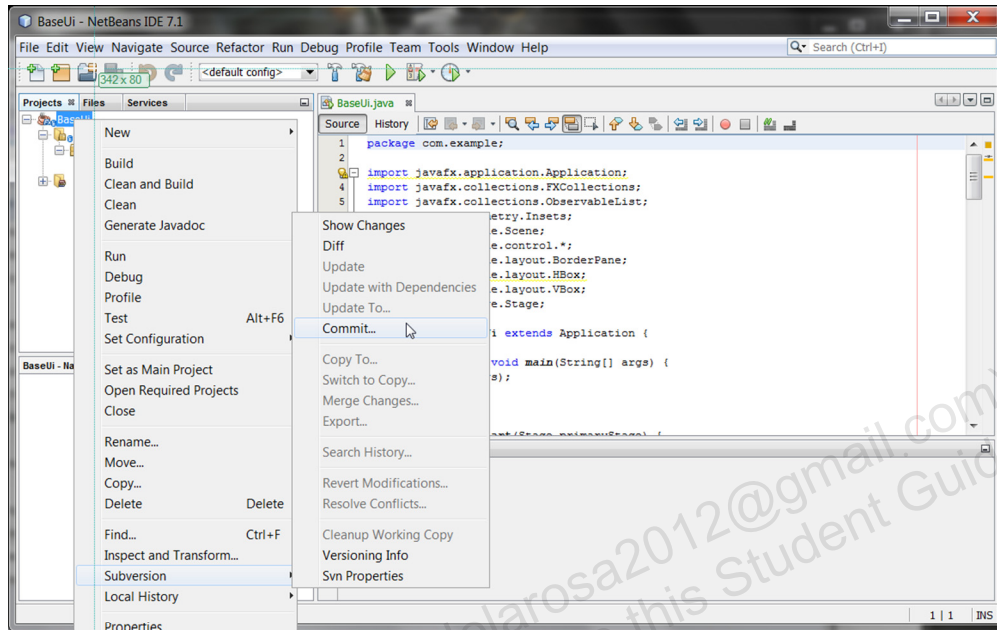 BaseUi - NetBeans IDE 7.1
File Edit View Navigate Source Refactor Run Debug Profile Team Tools Window Help
Search (Ctrl+I)
342 x 80
<default config>
Projects Files Services
BaseUi.java
BaseUi
Source History
1 package com.example;
2
import javafx.application.Application;
4 import javafx.collections.FXCollections;
5 import javafx.collections.ObservableList;
etry.Insets;
e.Scene;
e.control.*;
e.layout.BorderPane;
e.layout.HBox;
e.layout.VBox;
e.Stage;
i extends Application {
void main(String[] args) {
s);
art(Stage primaryStage) {
BaseUi - Na
New
Build
Clean and Build
Clean
Generate Javadoc
Run
Debug
Profile
Test Alt+F6
Set Configuration
Set as Main Project
Open Required Projects
Close
Rename...
Move...
Copy...
Delete Delete
Find... Ctrl+F
Inspect and Transform...
Subversion
Local History
Properties
Show Changes
Diff
Update
Update with Dependencies
Update To...
Commit...
Copy To...
Switch to Copy...
Merge Changes...
Export...
Search History...
Revert Modifications...
Resolve Conflicts...
Cleanup Working Copy
Versioning Info
Svn Properties
larosa2012@gmail.com)
this Student Guid
1 | 1 INS